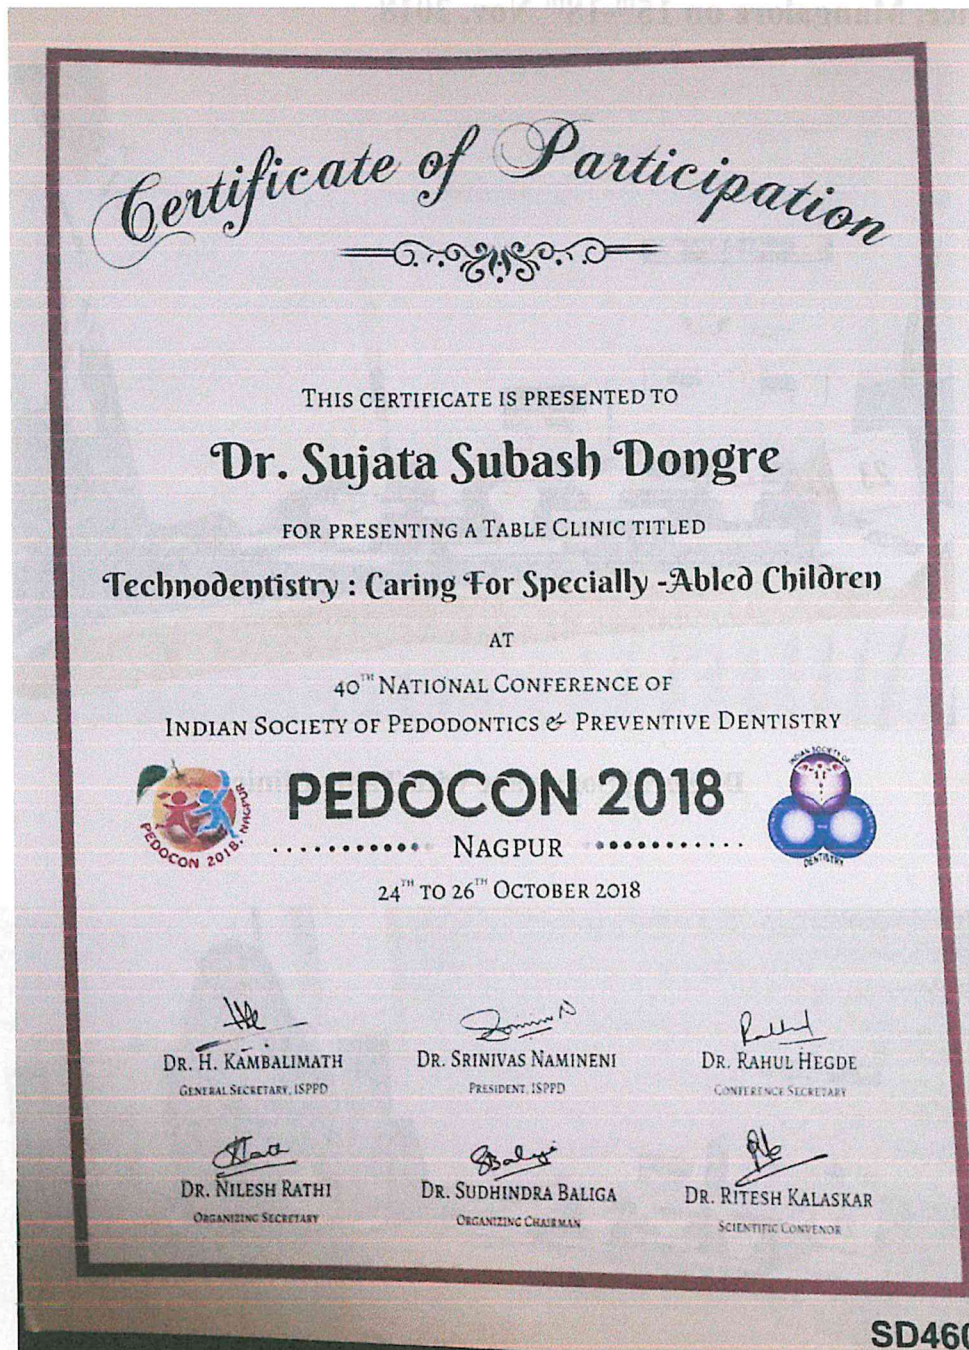 Certificate of Participation
THIS CERTIFICATE IS PRESENTED TO
Dr. Sujata Subash Dongre
FOR PRESENTING A TABLE CLINIC TITLED
Technodentistry : Caring For Specially -Abled Children
AT
40TH NATIONAL CONFERENCE OF
INDIAN SOCIETY OF PEDODONTICS & PREVENTIVE DENTISTRY
PEDOCON 2018, NAGPUR
PEDOCON 2018
INDIAN SOCIETY OF
DENTISTRY
NAGPUR
24TH TO 26TH OCTOBER 2018
DR. H. KAMBALIMATH
GENERAL SECRETARY, ISPPD
DR. SRINIVAS NAMINENI
PRESIDENT, ISPPD
DR. RAHUL HEGDE
CONFERENCE SECRETARY
DR. NILESH RATHI
ORGANIZING SECRETARY
DR. SUDHINDRA BALIGA
ORGANIZING CHAIRMAN
DR. RITESH KALASKAR
SCIENTIFIC CONVENOR
SD460